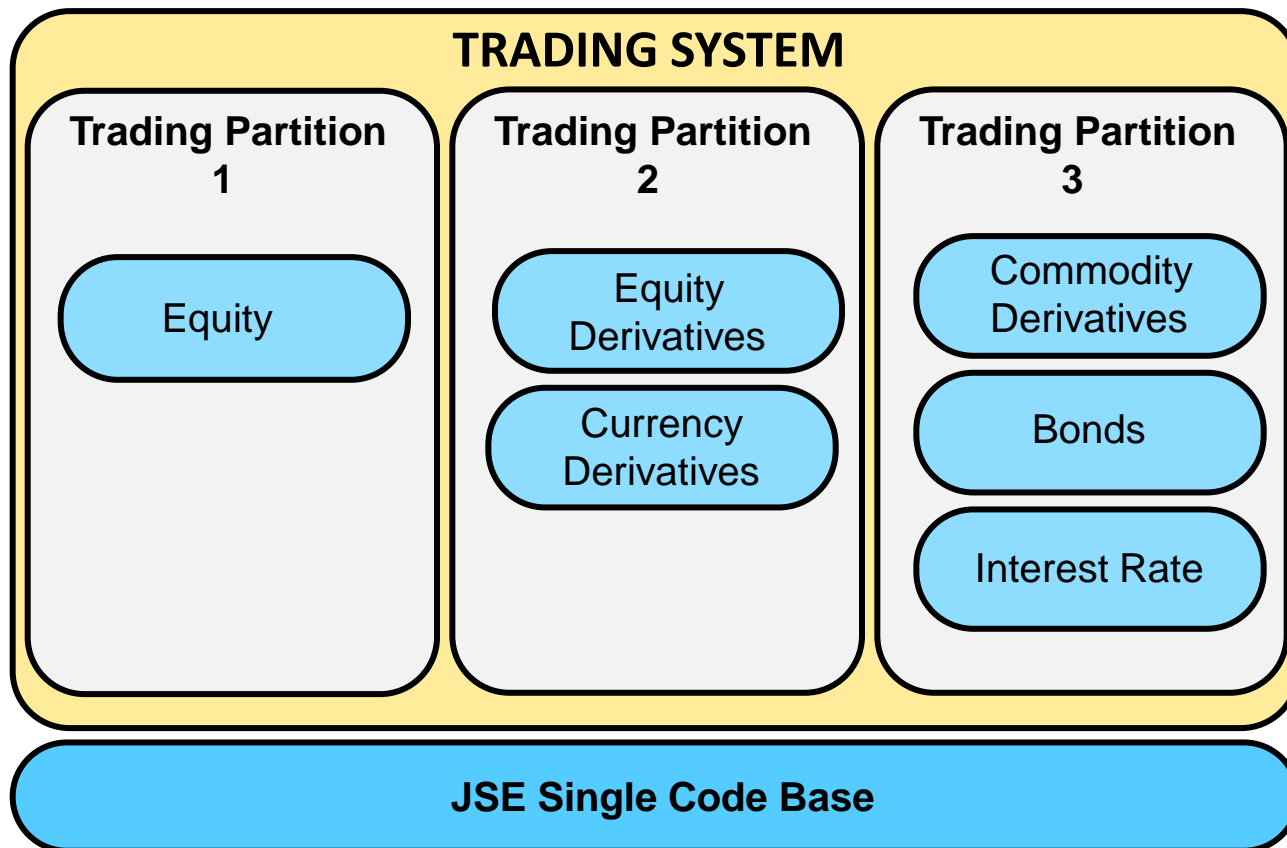 TRADING SYSTEM
Trading Partition
1
Equity
Trading Partition
2
Equity
Derivatives
Currency
Derivatives
Trading Partition
3
Commodity
Derivatives
Bonds
Interest Rate
JSE Single Code Base